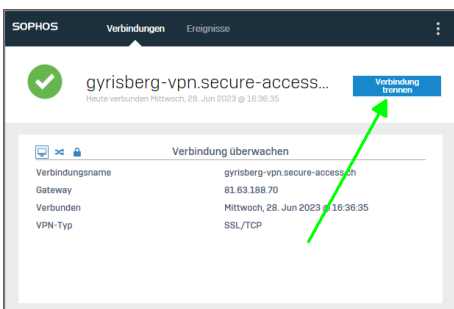 SOPHOS Verbindungen Ereignisse
gyrisberg-vpn.secure-access...
Heute verbunden Mittwoch, 28. Jun 2023 @ 16:36:35
Verbindung
trennen
Verbindung überwachen
Verbindungsname gyrisberg-vpn.secure-access.ch
Gateway 81.63.188.70
Verbunden Mittwoch, 28. Jun 2023 @ 16:36:35
VPN-Typ SSL/TCP